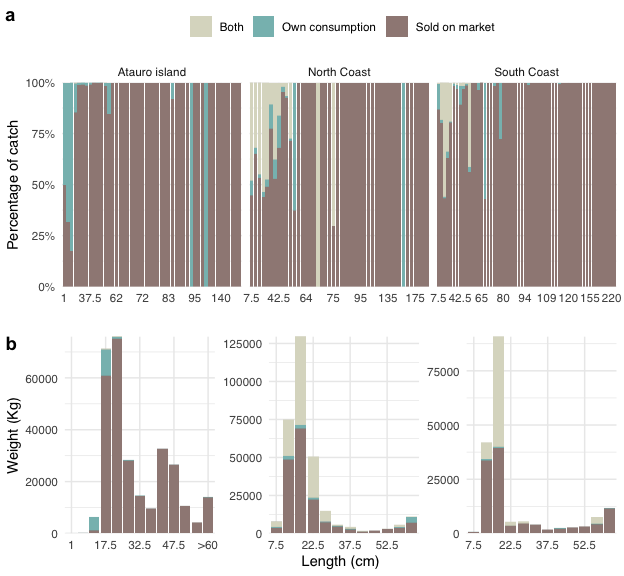 a
Both Own consumption Sold on market
Atauro island North Coast South Coast
Percentage of catch
100%
75%
50%
25%
0%
1 37.5 62 72 83 95 140 7.5 42.5 64 75 95 135 175 7.5 42.5 65 80 94 109 120 155 220
b
Weight (Kg)
60000
40000
20000
0
125000
100000
75000
50000
25000
0
75000
50000
25000
0
1 17.5 32.5 47.5 >60 7.5 22.5 37.5 52.5 7.5 22.5 37.5 52.5
Length (cm)